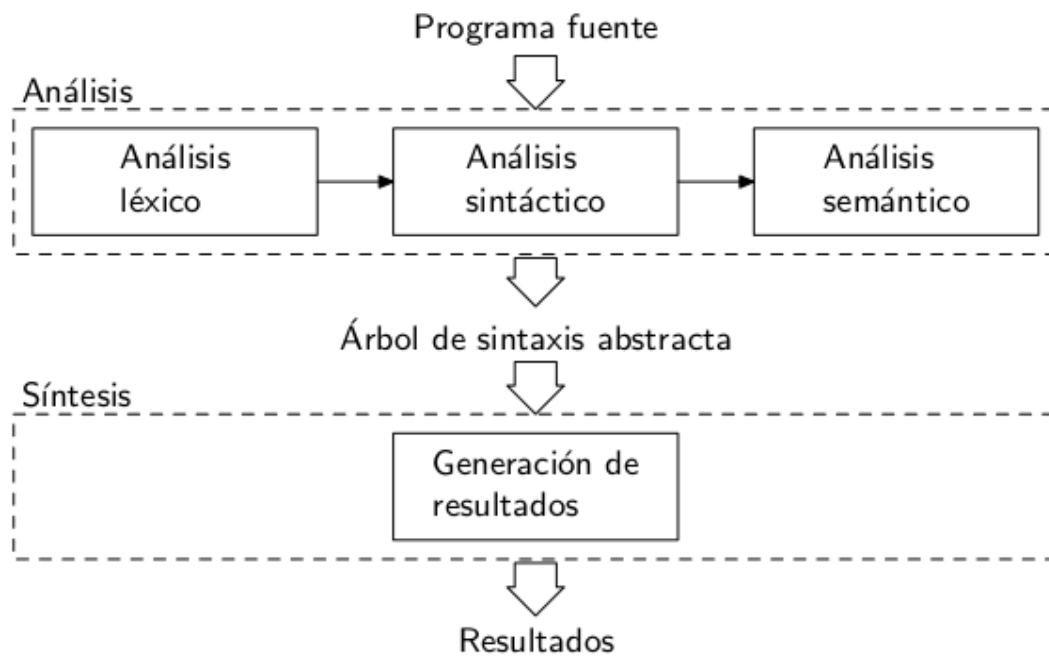 Programa fuente
Análisis
Análisis
léxico
Análisis
sintáctico
Análisis
semántico
Árbol de sintaxis abstracta
Síntesis
Generación de
resultados
Resultados